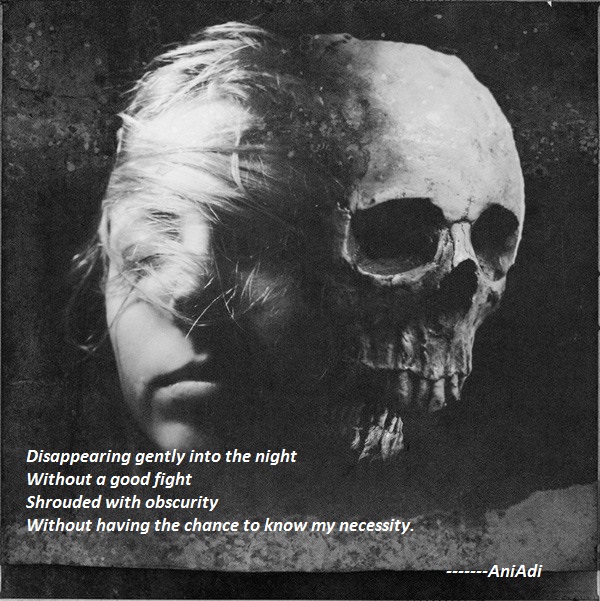 Disappearing gently into the night
Without a good fight
Shrouded with obscurity
Without having the chance to know my necessity.
-------AniAdi